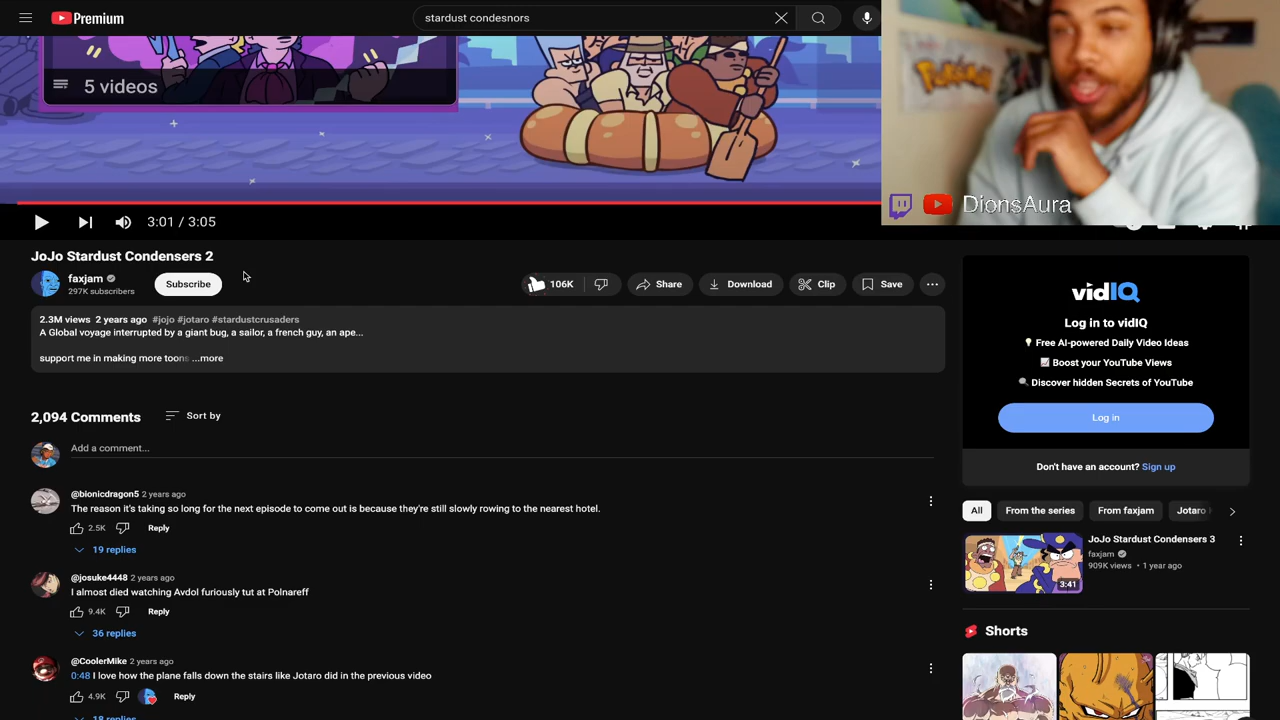 Premium
stardust condesnors
5 videos
POKéMON
DionsAura
3:01 / 3:05
JoJo Stardust Condensers 2
faxjam
297K subscribers
Subscribe
106K
Share
Download
Clip
Save
2.3M views 2 years ago #jojo #jotaro #stardustcrusaders
A Global voyage interrupted by a giant bug, a sailor, a french guy, an ape...
support me in making more toons ...more
vidIQ
Log in to vidIQ
Free AI-powered Daily Video Ideas
Boost your YouTube Views
Discover hidden Secrets of YouTube
Log in
Don't have an account? Sign up
2,094 Comments
Sort by
Add a comment...
@bionicdragon5 2 years ago
The reason it's taking so long for the next episode to come out is because they're still slowly rowing to the nearest hotel.
2.5K
Reply
19 replies
@josuke4448 2 years ago
I almost died watching Avdol furiously tut at Polnareff
9.4K
Reply
36 replies
@CoolerMike 2 years ago
0:48 I love how the plane falls down the stairs like Jotaro did in the previous video
4.9K
Reply
18 replies
All
From the series
From faxjam
Jotaro
JoJo Stardust Condensers 3
faxjam
909K views • 1 year ago
3:41
Shorts